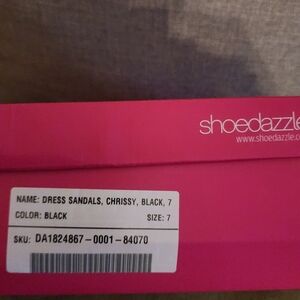 shoedazzle
www.shoedazzle.c
NAME: DRESS SANDALS, CHRISSY, BLACK, 7
COLOR: BLACK SIZE: 7
SKU: DA1824867-0001-84070